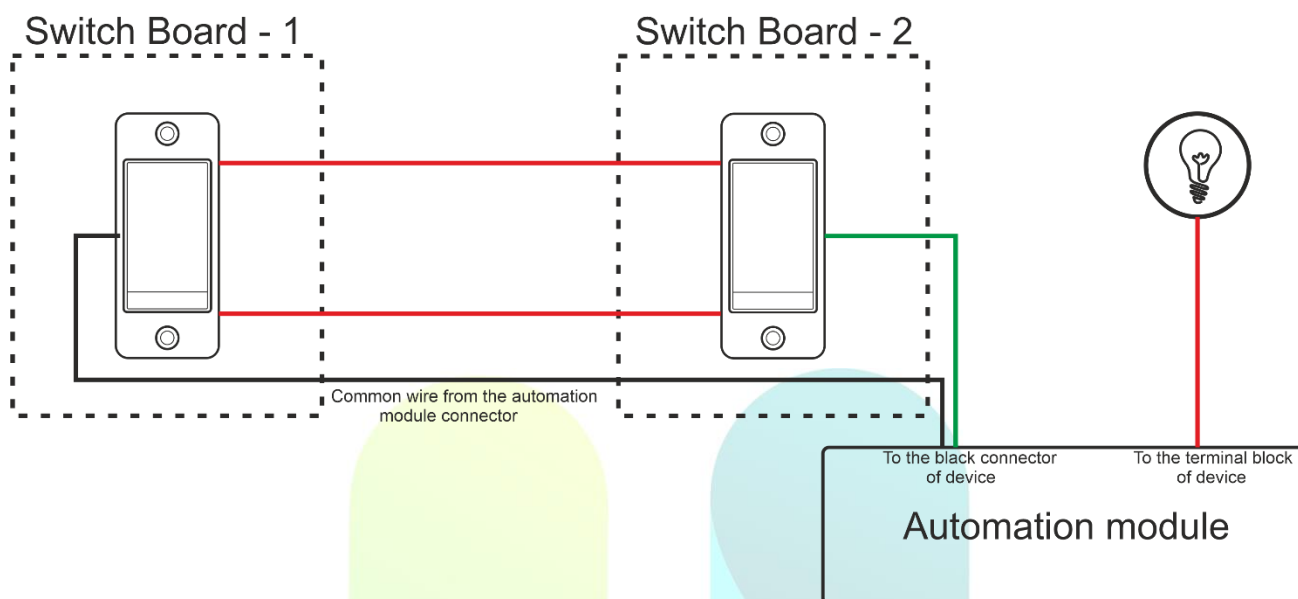 Switch Board - 1
Switch Board - 2
Common wire from the automation
module connector
To the black connector
of device
To the terminal block
of device
Automation module